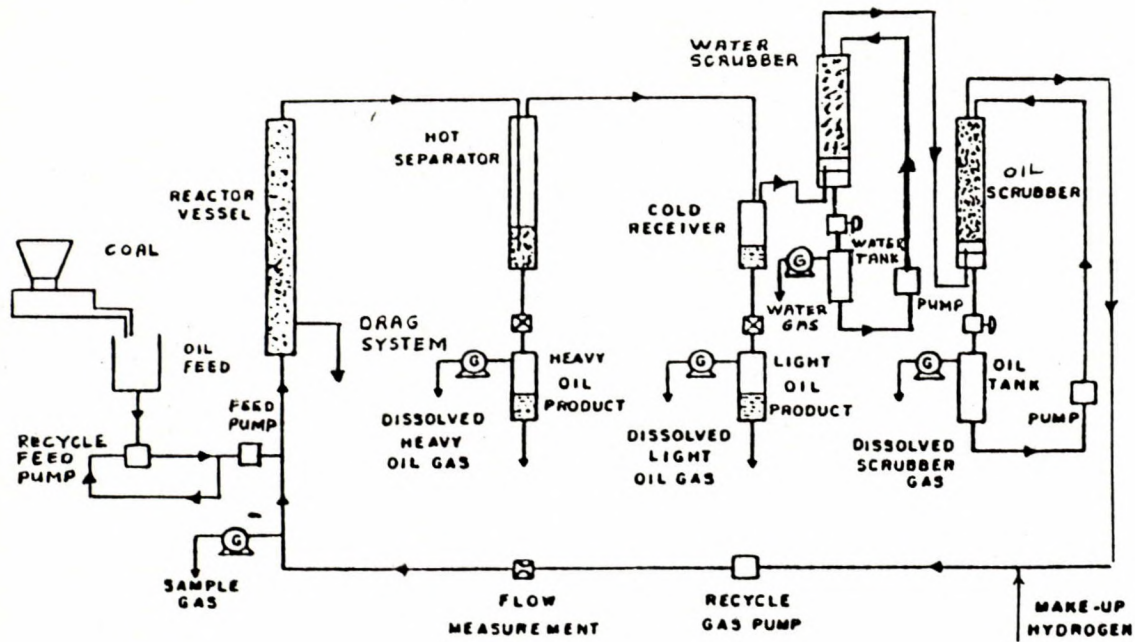 WATER
SCRUBBER
HOT
SEPARATOR
OIL
SCRUBBER
REACTOR
VESSEL
COLD
RECEIVER
COAL
G
WATER
TANK
WATER
GAS
PUMP
DRAG
SYSTEM
OIL
FEED
G
HEAVY
OIL
PRODUCT
G
LIGHT
OIL
PRODUCT
G
OIL
TANK
FEED
PUMP
DISSOLVED
HEAVY
OIL GAS
DISSOLVED
LIGHT
OIL GAS
DISSOLVED
SCRUBBER
GAS
PUMP
RECYCLE
FEED
PUMP
G
SAMPLE
GAS
FLOW
MEASUREMENT
RECYCLE
GAS PUMP
MAKE-UP
HYDROGEN